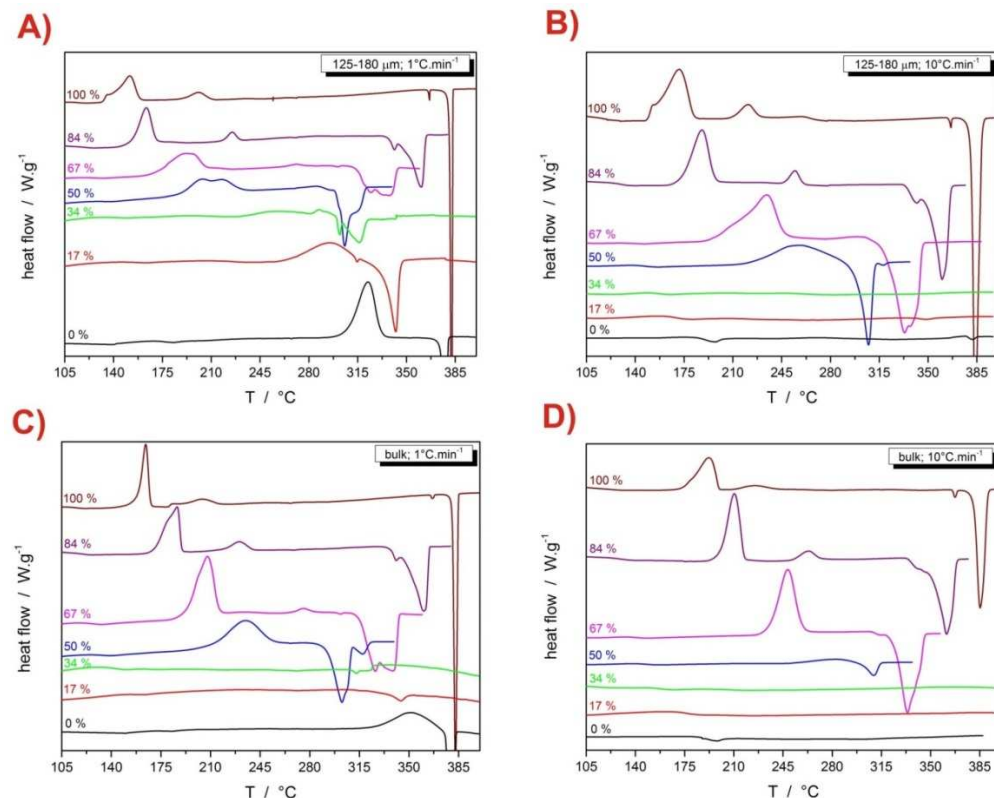 A)
125-180 µm; 1°C.min⁻¹
100 %
84 %
67 %
50 %
34 %
17 %
0 %
heat flow / W.g⁻¹
105 140 175 210 245 280 315 350 385
T / °C
B)
125-180 µm; 10°C.min⁻¹
100 %
84 %
67 %
50 %
34 %
17 %
0 %
heat flow / W.g⁻¹
105 140 175 210 245 280 315 350 385
T / °C
C)
bulk; 1°C.min⁻¹
100 %
84 %
67 %
50 %
34 %
17 %
0 %
heat flow / W.g⁻¹
105 140 175 210 245 280 315 350 385
T / °C
D)
bulk; 10°C.min⁻¹
100 %
84 %
67 %
50 %
34 %
17 %
0 %
heat flow / W.g⁻¹
105 140 175 210 245 280 315 350 385
T / °C